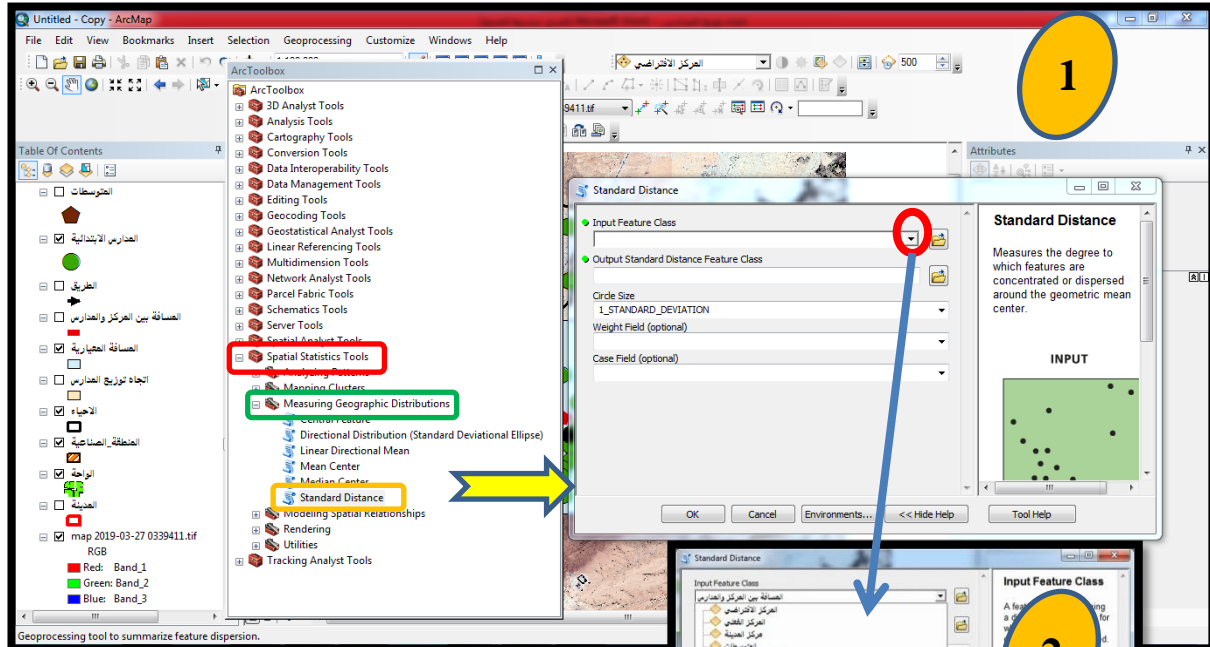 Untitled - Copy - ArcMap
File Edit View Bookmarks Insert Selection Geoprocessing Customize Windows Help
المركز الأفتراضي
500
9411.tif
1
Table Of Contents
المتوسطات
المدارس الابتدائية
الطريق
المسافة بين المركز والمدارس
المسافة المعيارية
اتجاه توزيع المدارس
الاحياء
المنطقة_الصناعية
الواحة
المدينة
map 2019-03-27 0339411.tif
RGB
Red: Band_1
Green: Band_2
Blue: Band_3
ArcToolbox
ArcToolbox
3D Analyst Tools
Analysis Tools
Cartography Tools
Conversion Tools
Data Interoperability Tools
Data Management Tools
Editing Tools
Geocoding Tools
Geostatistical Analyst Tools
Linear Referencing Tools
Multidimension Tools
Network Analyst Tools
Parcel Fabric Tools
Schematics Tools
Server Tools
Spatial Analyst Tools
Spatial Statistics Tools
Analyzing Patterns
Mapping Clusters
Measuring Geographic Distributions
Central Feature
Directional Distribution (Standard Deviational Ellipse)
Linear Directional Mean
Mean Center
Median Center
Standard Distance
Modeling Spatial Relationships
Rendering
Utilities
Tracking Analyst Tools
Attributes
Standard Distance
Input Feature Class
Output Standard Distance Feature Class
Circle Size
1_STANDARD_DEVIATION
Weight Field (optional)
Case Field (optional)
OK Cancel Environments... << Hide Help Tool Help
Standard Distance
Measures the degree to
which features are
concentrated or dispersed
around the geometric mean
center.
INPUT
Standard Distance
Input Feature Class
المسافة بين المركز والمدارس
المركز الأفتراضي
المركز الفعلي
مركز المدينة
المتوسطات
Input Feature Class
Geoprocessing tool to summarize feature dispersion.